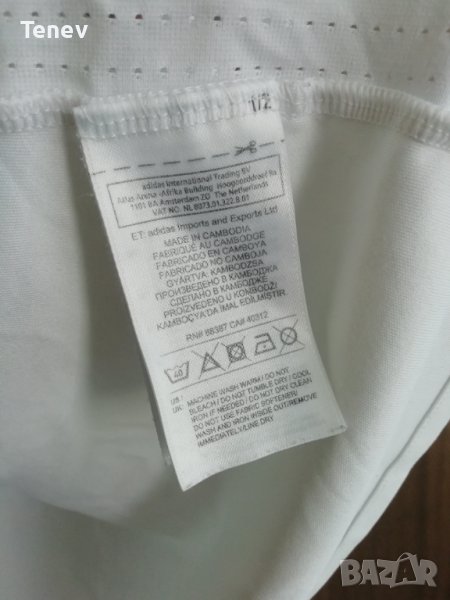 Tenev
1/2
adidas International Trading BV
Atlas Arena -Afrika Building Hoogoorddreef 9a
1101 BA Amsterdam ZO The Netherlands
VAT NO: NL 8073.01.322.B.01
ET: adidas Imports and Exports Ltd
MADE IN CAMBODIA
FABRIQUÉ AU CAMBODGE
FABRICADO EN CAMBOYA
FABRICADO NO CAMBOJA
GYÁRTVA: KAMBODZSA
ПРОИЗВЕДЕНО В КАМБОДЖА
СДЕЛАНО В КАМБОДЖЕ
PROIZVEDENO U KAMBODŽI
KAMBOÇYA'DA IMAL EDILMISTIR
RN# 88387 CA# 40312
40
US: MACHINE WASH WARM / DO NOT
UK: BLEACH / DO NOT TUMBLE DRY / COOL
IRON IF NEEDED / DO NOT DRY CLEAN
DO NOT USE FABRIC SOFTENER/
WASH AND IRON INSIDE OUT/REMOVE
IMMEDIATELY/LINE DRY
BAZAR